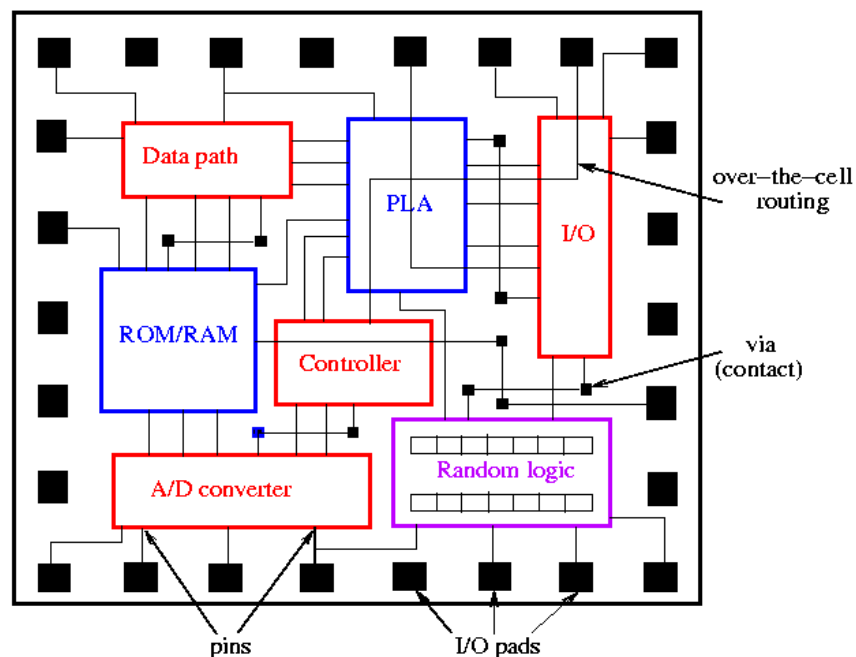 Data path
PLA
I/O
over-the-cell
routing
ROM/RAM
Controller
via
(contact)
A/D converter
Random logic
pins
I/O pads